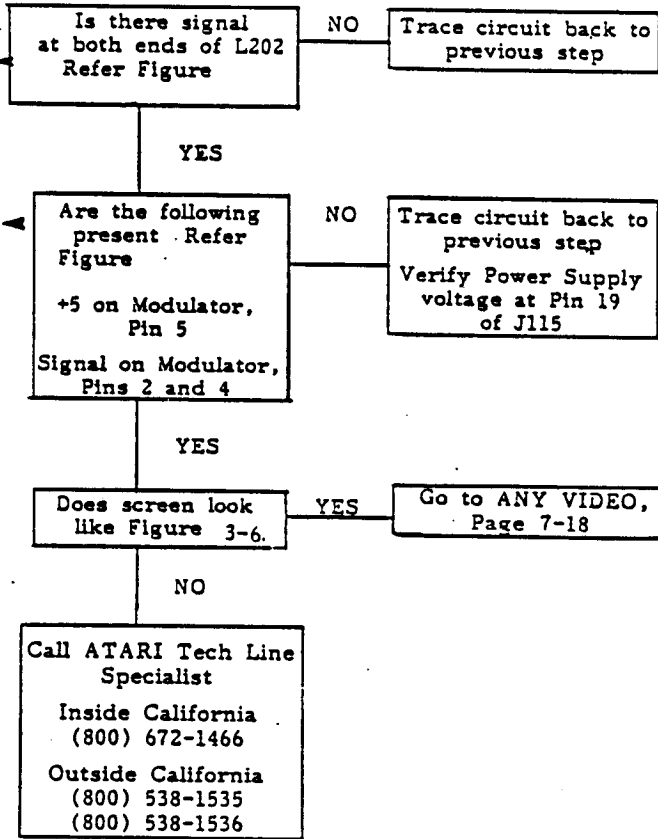 Is there signal
at both ends of L202
Refer Figure
NO
Trace circuit back to
previous step
YES
Are the following
present Refer
Figure
+5 on Modulator,
Pin 5
Signal on Modulator,
Pins 2 and 4
NO
Trace circuit back to
previous step
Verify Power Supply
voltage at Pin 19
of J115
YES
Does screen look
like Figure 3-6.
YES
Go to ANY VIDEO,
Page 7-18
NO
Call ATARI Tech Line
Specialist
Inside California
(800) 672-1466
Outside California
(800) 538-1535
(800) 538-1536